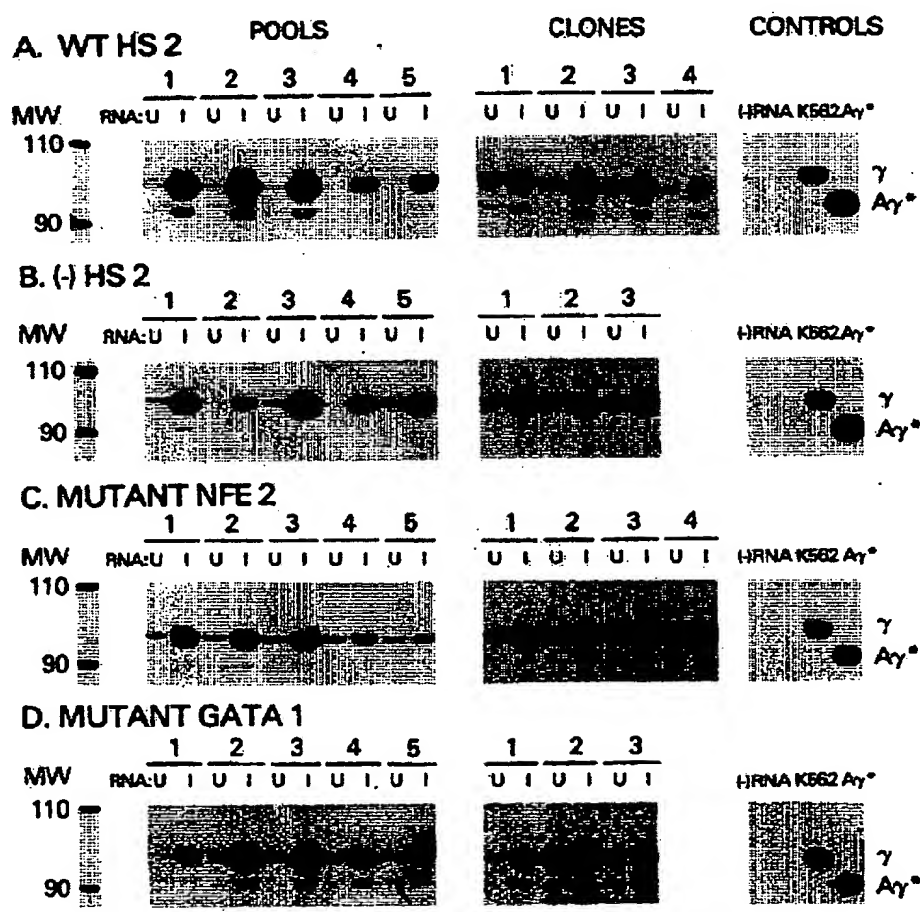 POOLS CLONES CONTROLS
A. WT HS 2
1 2 3 4 5 1 2 3 4
MW RNA: U I U I U I U I U I U I U I U I U I (-)RNA K562 Aγ*
110
γ
Aγ*
90
B. (-) HS 2
1 2 3 4 5 1 2 3
MW RNA: U I U I U I U I U I U I U I U I (-)RNA K562 Aγ*
110
γ
90 Aγ*
C. MUTANT NFE 2
1 2 3 4 5 1 2 3 4
MW RNA: U I U I U I U I U I U I U I U I U I (-)RNA K562 Aγ*
110
γ
90 Aγ*
D. MUTANT GATA 1
1 2 3 4 5 1 2 3
MW RNA: U I U I U I U I U I U I U I U I (-)RNA K562 Aγ*
110
γ
90 Aγ*